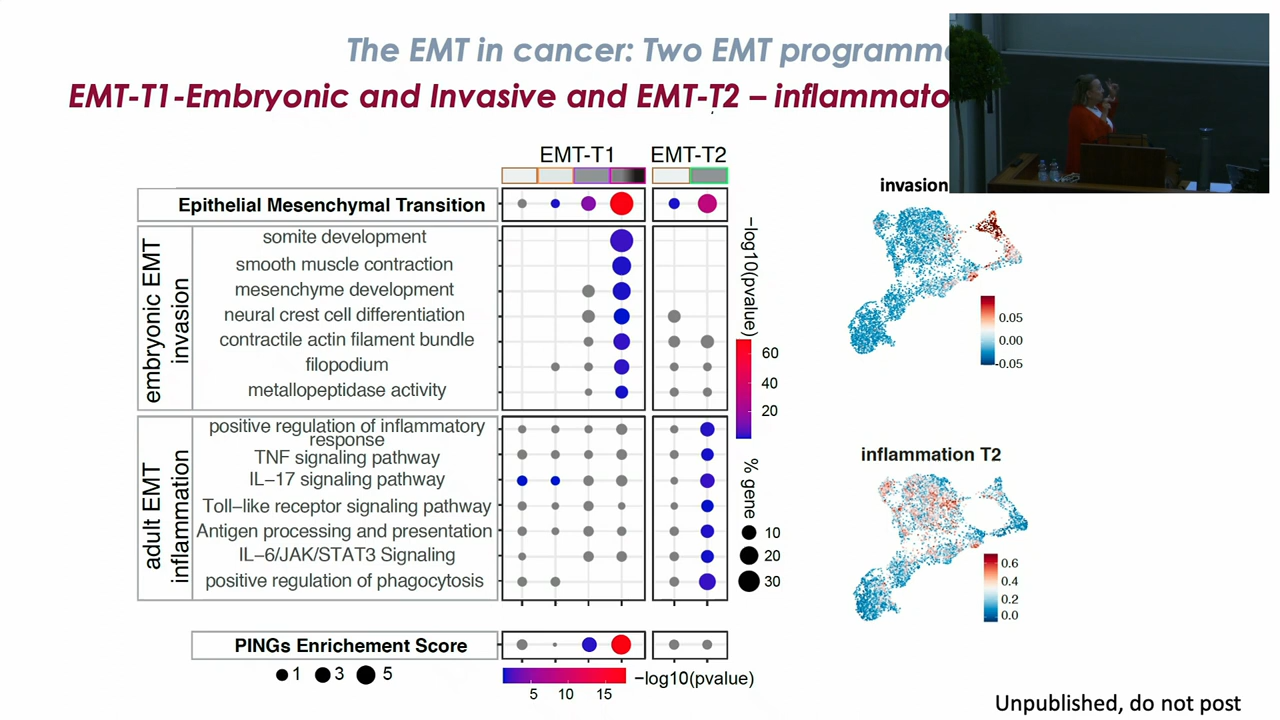 The EMT in cancer: Two EMT programm
EMT-T1-Embryonic and Invasive and EMT-T2 – inflammato
EMT-T1
EMT-T2
Epithelial Mesenchymal Transition
embryonic EMT
invasion
somite development
smooth muscle contraction
mesenchyme development
neural crest cell differentiation
contractile actin filament bundle
filopodium
metallopeptidase activity
adult EMT
inflammation
positive regulation of inflammatory
response
TNF signaling pathway
IL−17 signaling pathway
Toll−like receptor signaling pathway
Antigen processing and presentation
IL−6/JAK/STAT3 Signaling
positive regulation of phagocytosis
PINGs Enrichment Score
1 3 5
5 10 15
−log10(pvalue)
−log10(pvalue)
60
40
20
% gene
10
20
30
invasion
0.05
0.00
-0.05
inflammation T2
0.6
0.4
0.2
0.0
Unpublished, do not post